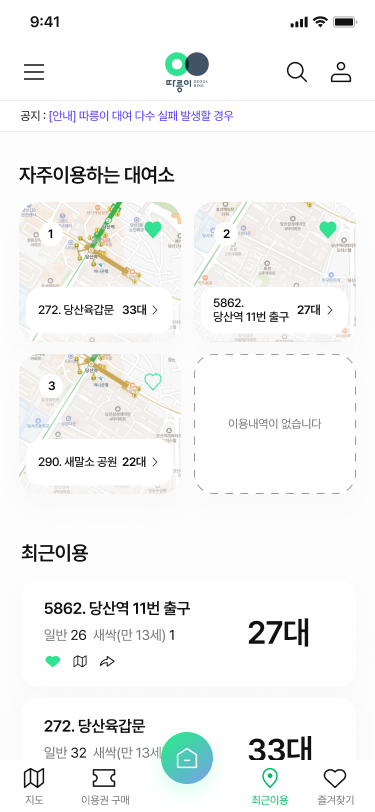 9:41
따릉이 SEOUL BIKE
공지 : [안내] 따릉이 대여 다수 실패 발생할 경우
자주이용하는 대여소
1
272. 당산육갑문 33대
2
5862.
당산역 11번 출구 27대
3
290. 새말소 공원 22대
이용내역이 없습니다
최근이용
5862. 당산역 11번 출구
일반 26 새싹(만 13세) 1
27대
272. 당산육갑문
일반 32 새싹(만 13세)
33대
지도
이용권 구매
최근이용
즐겨찾기